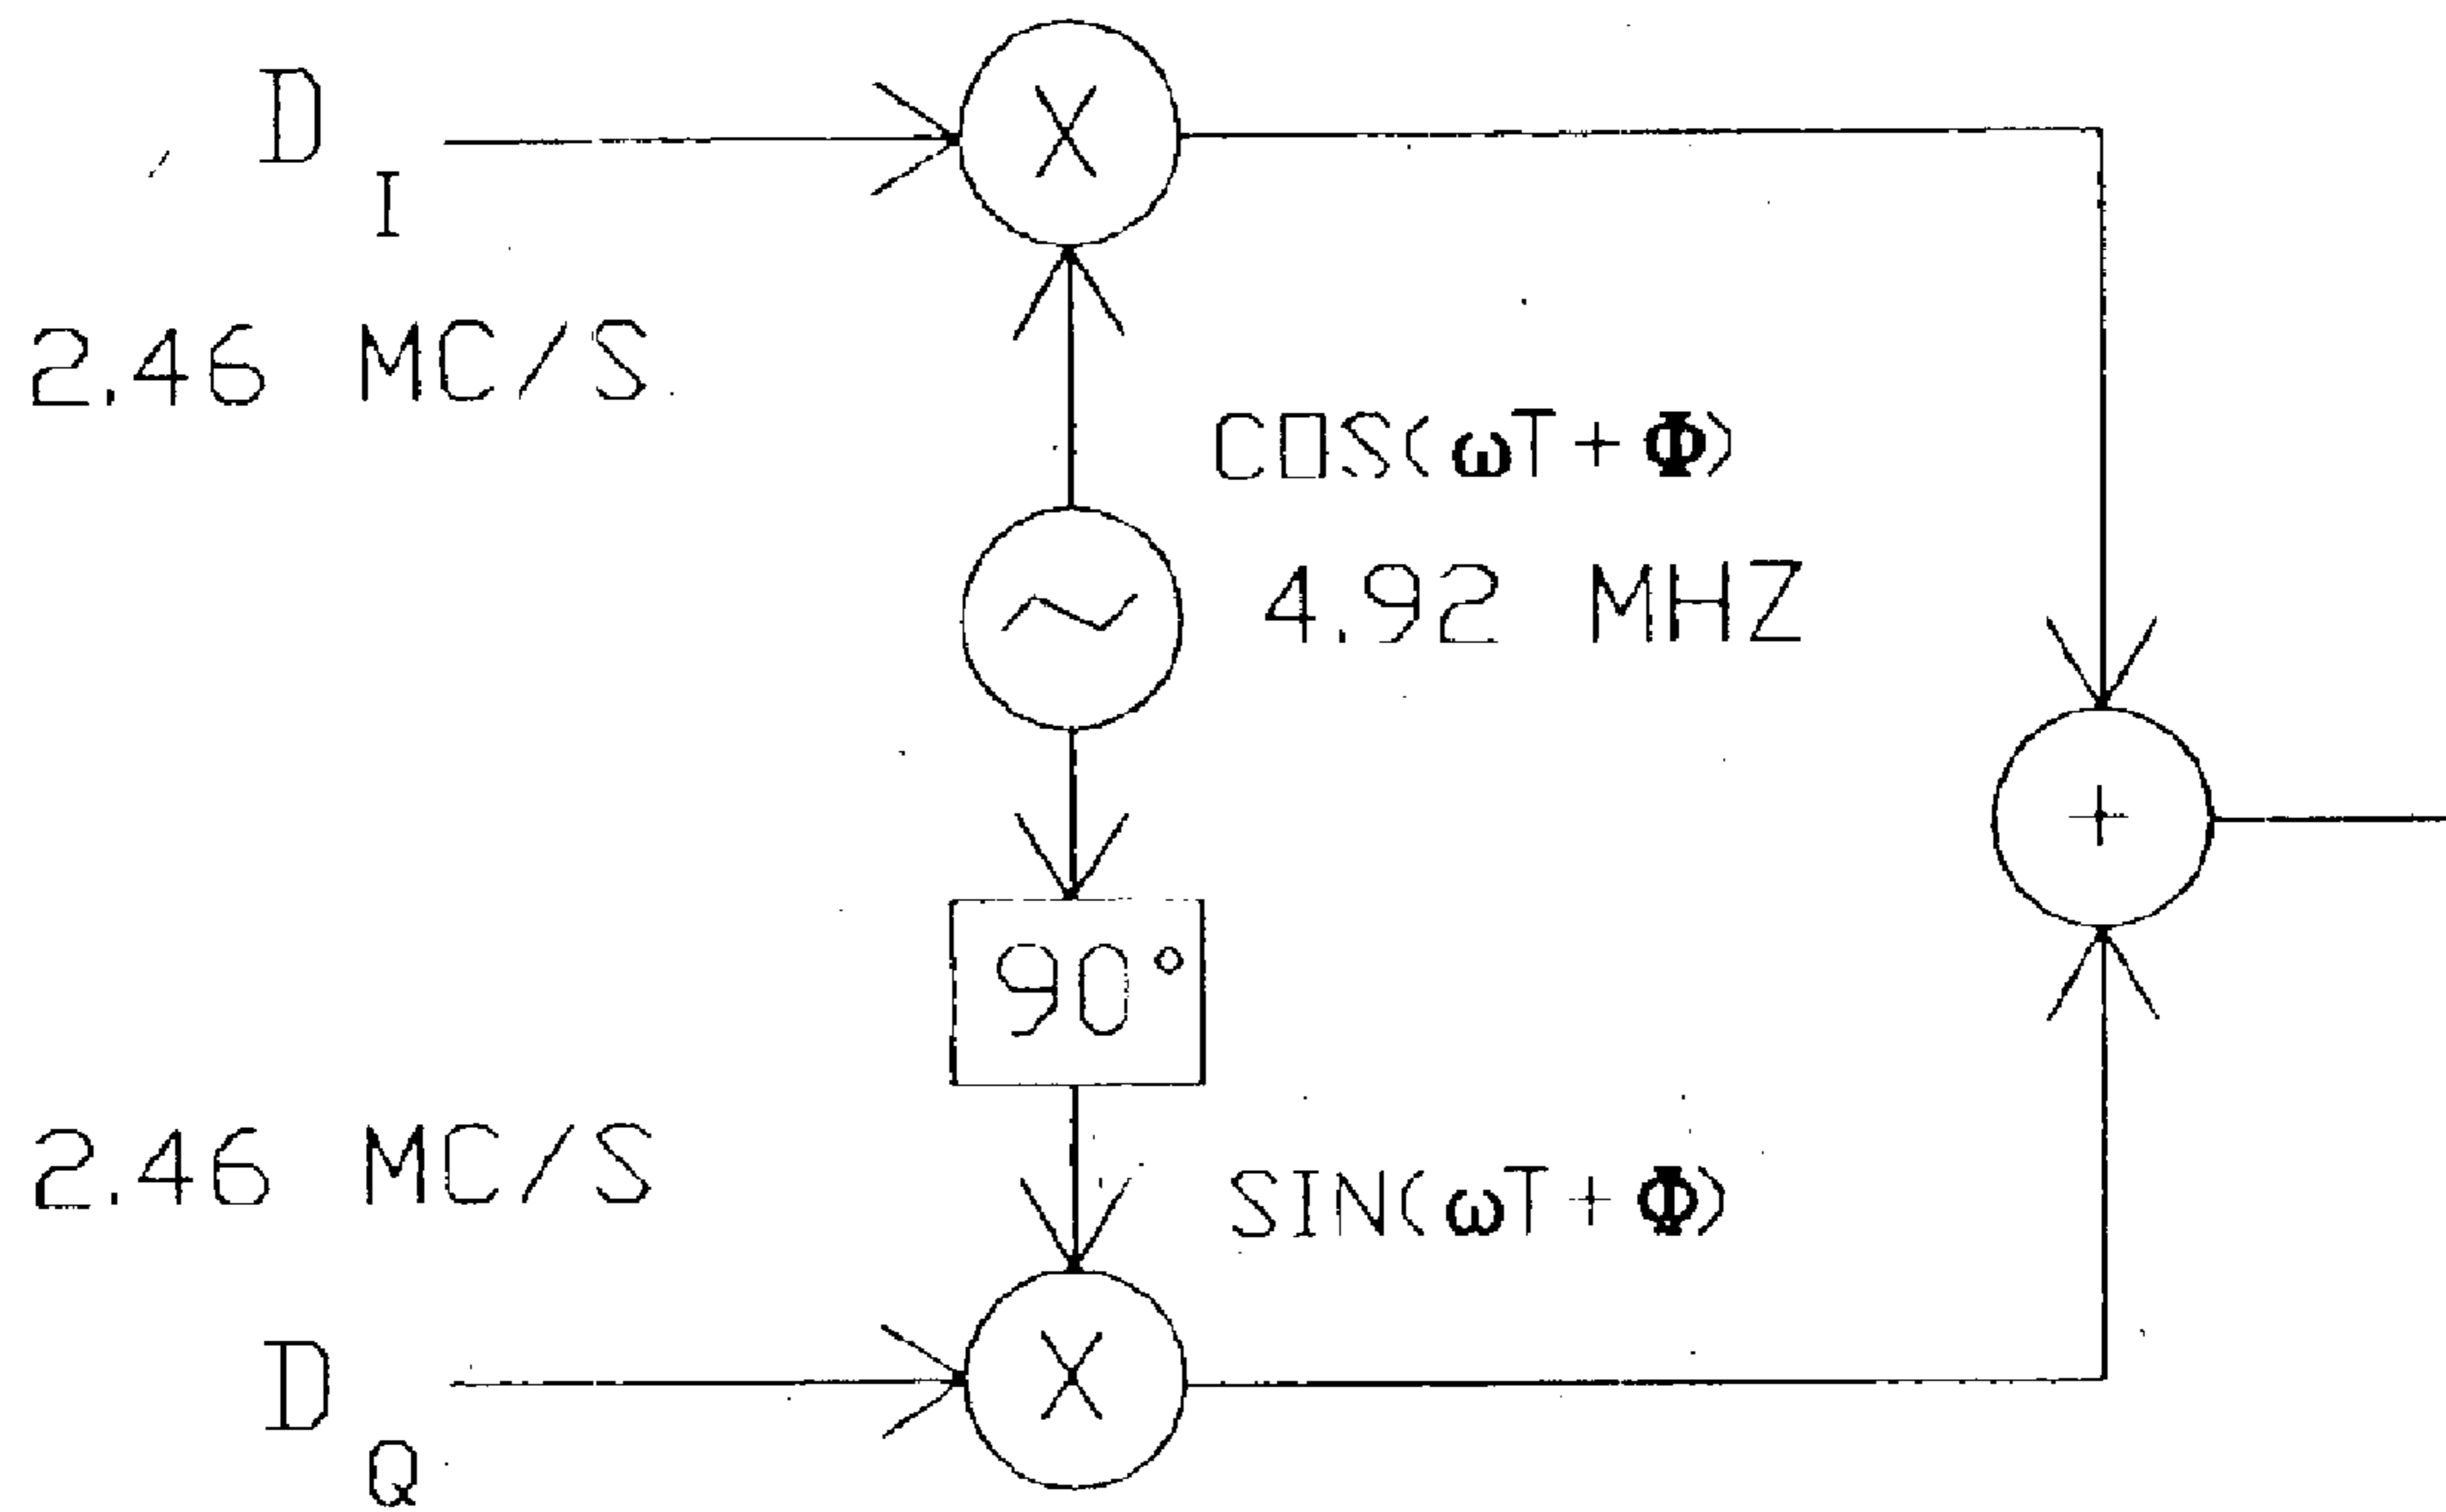 D
I
X
2.46 MC/S
COS(ωT + Φ)
4.92 MHZ
+
90°
2.46 MC/S
SIN(ωT + Φ)
D
Q
X